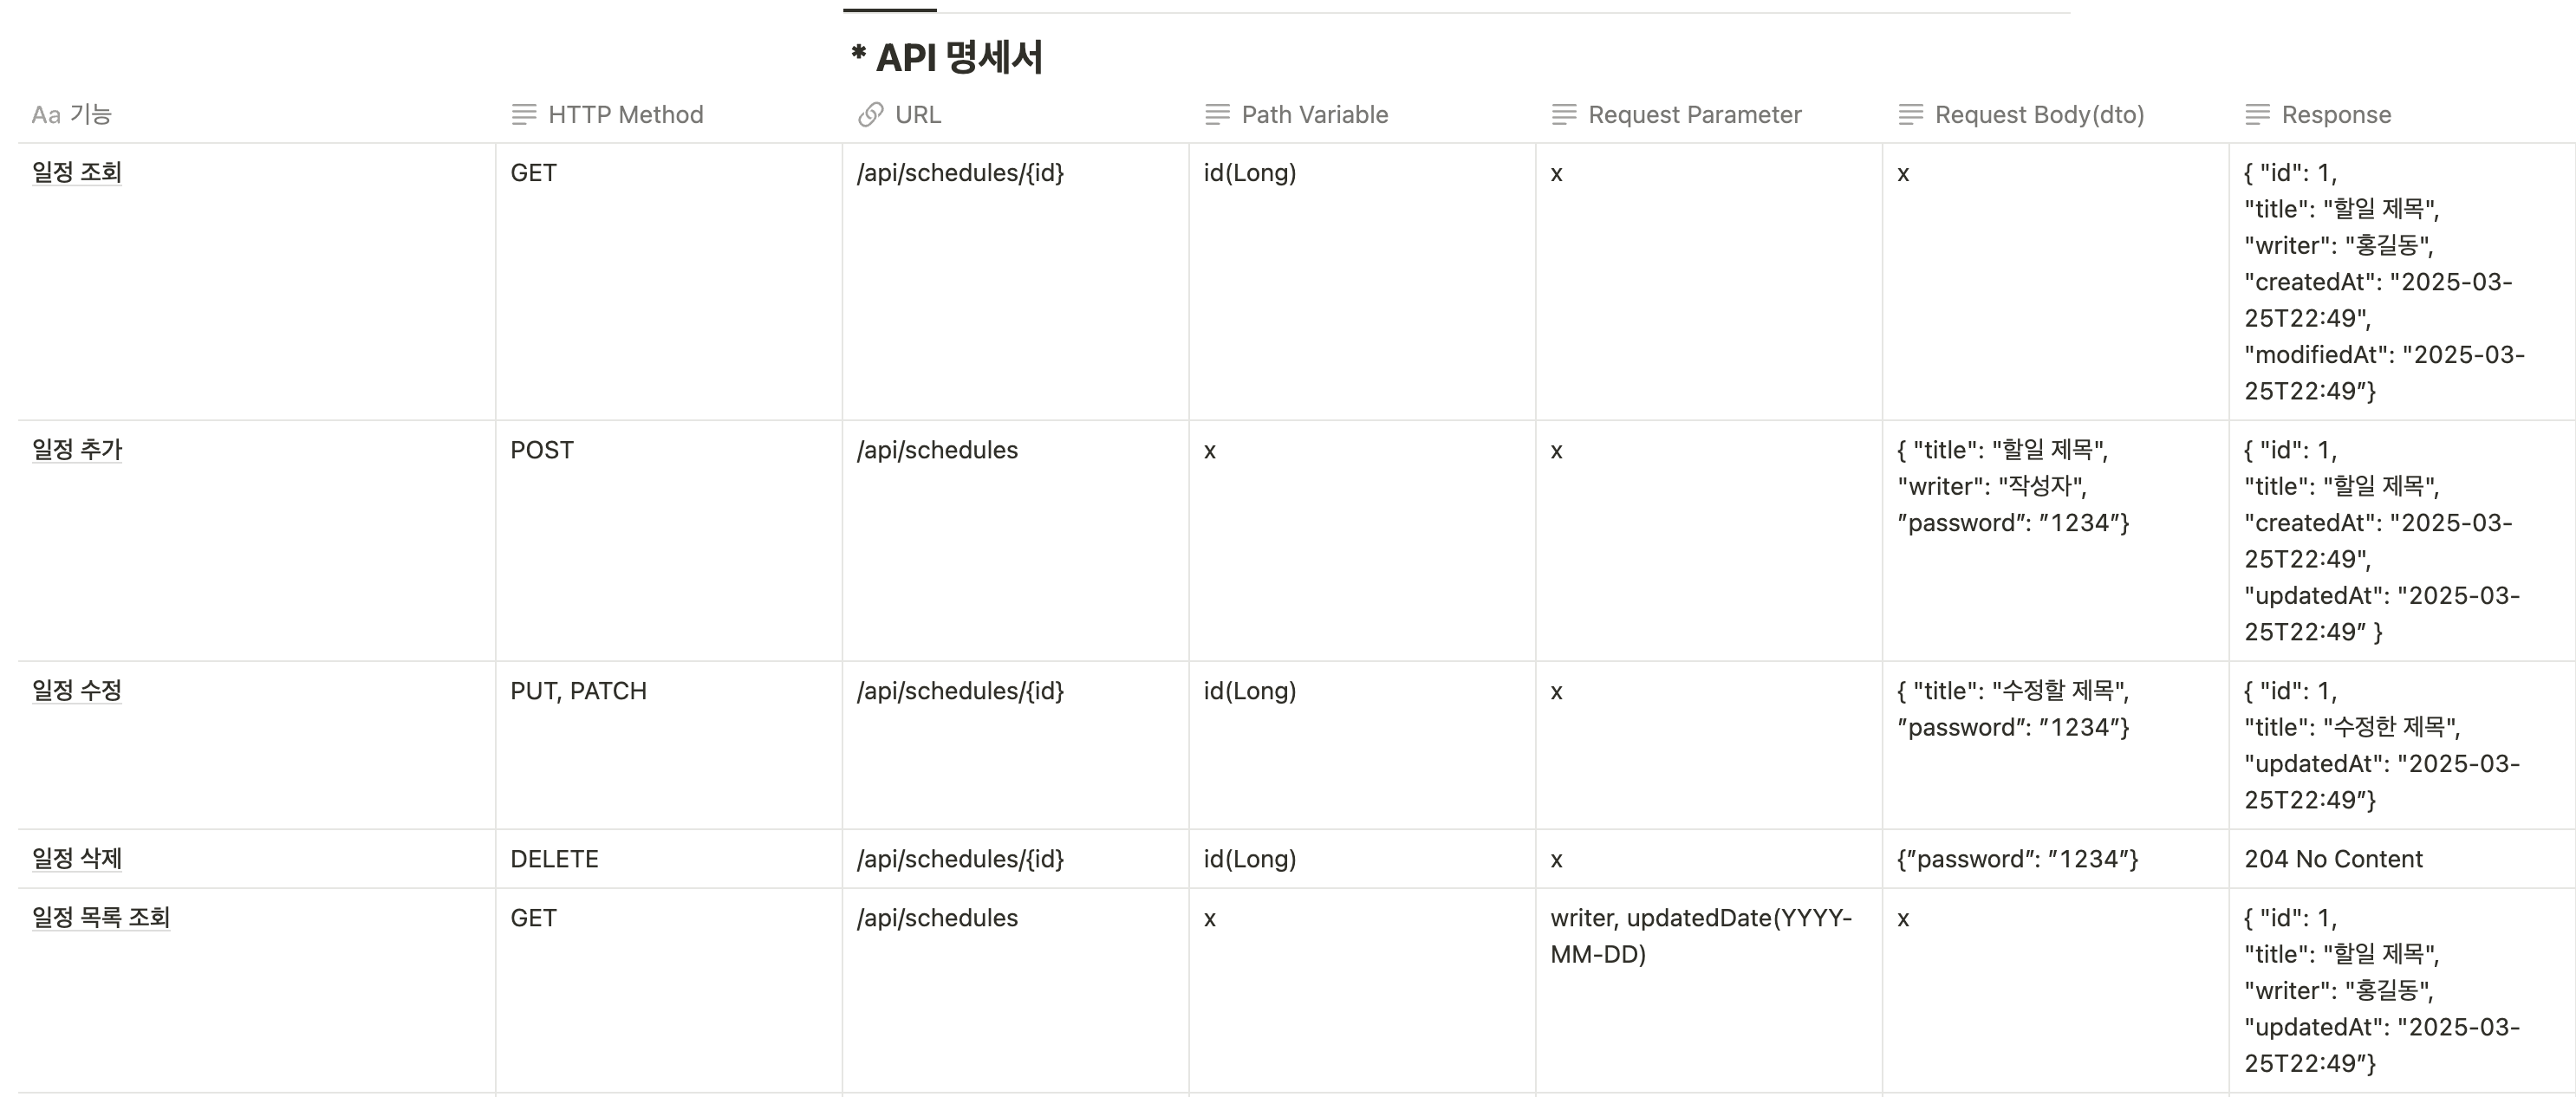 * API 명세서
Aa 기능
HTTP Method
URL
Path Variable
Request Parameter
Request Body(dto)
Response
일정 조회
GET
/api/schedules/{id}
id(Long)
x
x
{ "id": 1,
"title": "할일 제목",
"writer": "홍길동",
"createdAt": "2025-03-
25T22:49",
"modifiedAt": "2025-03-
25T22:49”}
일정 추가
POST
/api/schedules
x
x
{ "title": "할일 제목",
"writer": "작성자",
”password”: ”1234”}
{ "id": 1,
"title": "할일 제목",
"createdAt": "2025-03-
25T22:49",
"updatedAt": "2025-03-
25T22:49” }
일정 수정
PUT, PATCH
/api/schedules/{id}
id(Long)
x
{ "title": "수정할 제목",
”password”: ”1234”}
{ "id": 1,
"title": "수정한 제목",
"updatedAt": "2025-03-
25T22:49”}
일정 삭제
DELETE
/api/schedules/{id}
id(Long)
x
{”password”: ”1234”}
204 No Content
일정 목록 조회
GET
/api/schedules
x
writer, updatedDate(YYYY-
MM-DD)
x
{ "id": 1,
"title": "할일 제목",
"writer": "홍길동",
"updatedAt": "2025-03-
25T22:49”}